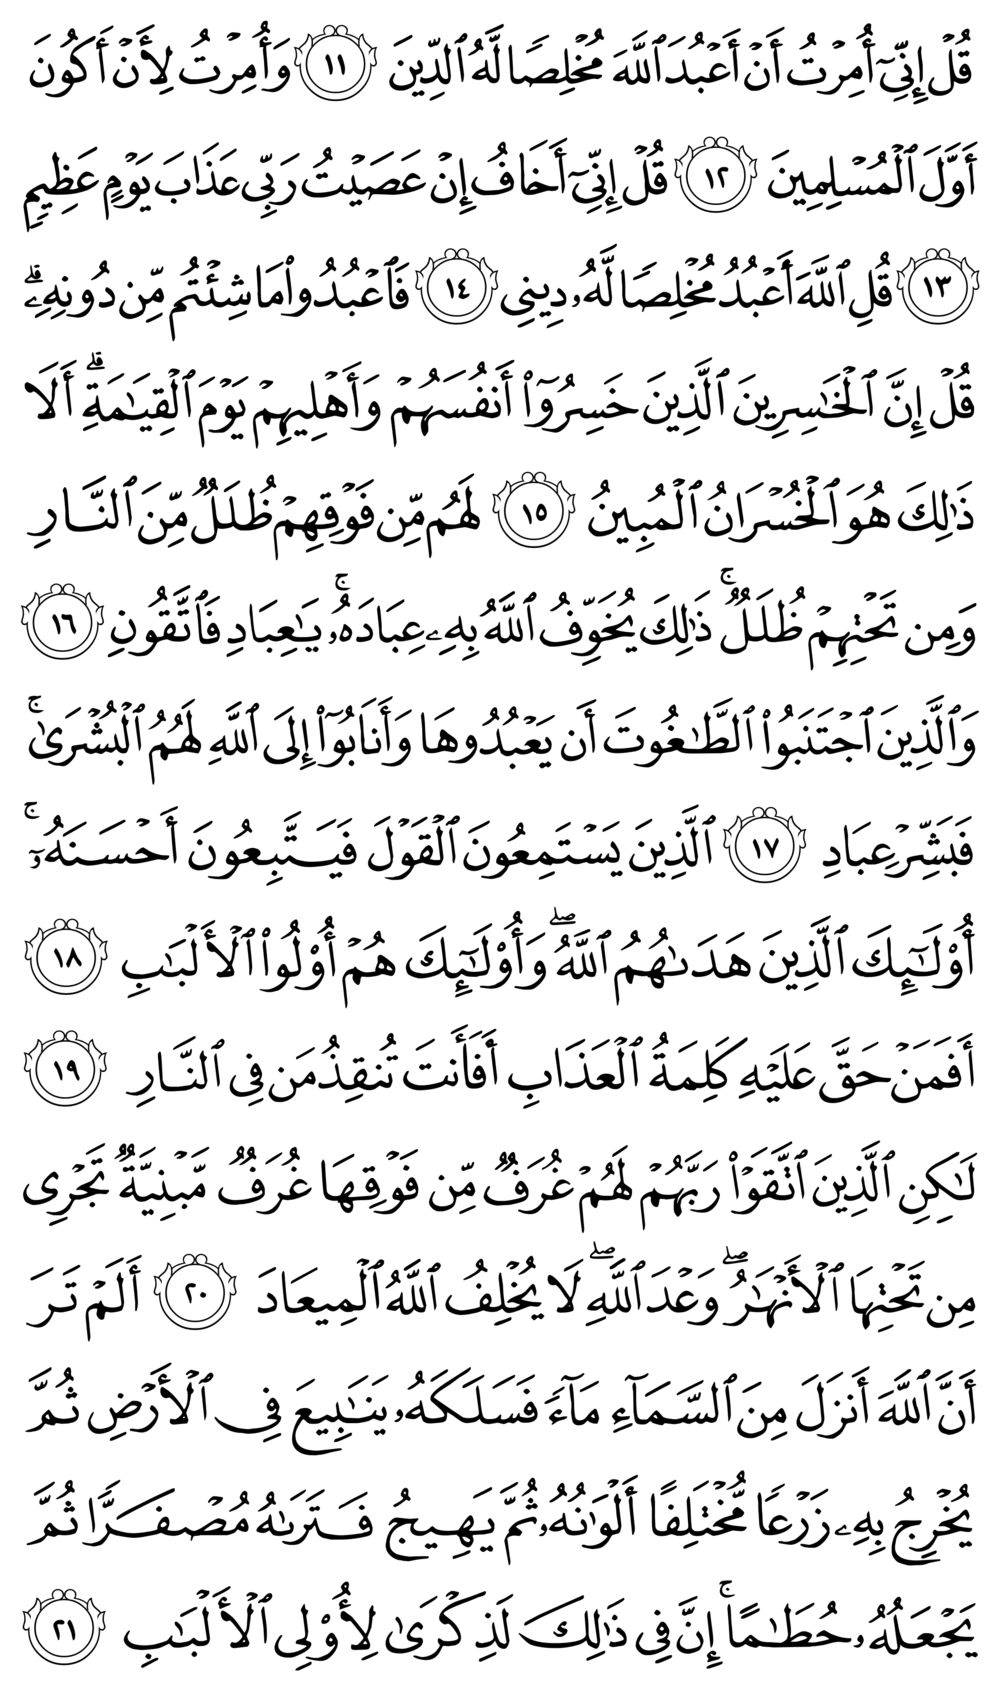 قُلْ إِنِّىٓ أُمِرْتُ أَنْ أَعْبُدَ ٱللَّهَ مُخْلِصًا لَّهُ ٱلدِّينَ ١١ وَأُمِرْتُ لِأَنْ أَكُونَ
أَوَّلَ ٱلْمُسْلِمِينَ ١٢ قُلْ إِنِّىٓ أَخَافُ إِنْ عَصَيْتُ رَبِّى عَذَابَ يَوْمٍ عَظِيمٍ
١٣ قُلِ ٱللَّهَ أَعْبُدُ مُخْلِصًا لَّهُۥ دِينِى ١٤ فَٱعْبُدُوا۟ مَا شِئْتُم مِّن دُونِهِۦ ۗ
قُلْ إِنَّ ٱلْخَٰسِرِينَ ٱلَّذِينَ خَسِرُوٓا۟ أَنفُسَهُمْ وَأَهْلِيهِمْ يَوْمَ ٱلْقِيَٰمَةِ ۗ أَلَا
ذَٰلِكَ هُوَ ٱلْخُسْرَانُ ٱلْمُبِينُ ١٥ لَهُم مِّن فَوْقِهِمْ ظُلَلٌ مِّنَ ٱلنَّارِ
وَمِن تَحْتِهِمْ ظُلَلٌ ۚ ذَٰلِكَ يُخَوِّفُ ٱللَّهُ بِهِۦ عِبَادَهُۥ ۚ يَٰعِبَادِ فَٱتَّقُونِ ١٦
وَٱلَّذِينَ ٱجْتَنَبُوا۟ ٱلطَّٰغُوتَ أَن يَعْبُدُوهَا وَأَنَابُوٓا۟ إِلَى ٱللَّهِ لَهُمُ ٱلْبُشْرَىٰ ۚ
فَبَشِّرْ عِبَادِ ١٧ ٱلَّذِينَ يَسْتَمِعُونَ ٱلْقَوْلَ فَيَتَّبِعُونَ أَحْسَنَهُۥٓ ۚ
أُو۟لَٰٓئِكَ ٱلَّذِينَ هَدَىٰهُمُ ٱللَّهُ ۖ وَأُو۟لَٰٓئِكَ هُمْ أُو۟لُوا۟ ٱلْأَلْبَٰبِ ١٨
أَفَمَنْ حَقَّ عَلَيْهِ كَلِمَةُ ٱلْعَذَابِ أَفَأَنتَ تُنقِذُ مَن فِى ٱلنَّارِ ١٩
لَٰكِنِ ٱلَّذِينَ ٱتَّقَوْا۟ رَبَّهُمْ لَهُمْ غُرَفٌ مِّن فَوْقِهَا غُرَفٌ مَّبْنِيَّةٌ تَجْرِى
مِن تَحْتِهَا ٱلْأَنْهَٰرُ ۖ وَعْدَ ٱللَّهِ ۖ لَا يُخْلِفُ ٱللَّهُ ٱلْمِيعَادَ ٢٠ أَلَمْ تَرَ
أَنَّ ٱللَّهَ أَنزَلَ مِنَ ٱلسَّمَآءِ مَآءً فَسَلَكَهُۥ يَنَٰبِيعَ فِى ٱلْأَرْضِ ثُمَّ
يُخْرِجُ بِهِۦ زَرْعًا مُّخْتَلِفًا أَلْوَٰنُهُۥ ثُمَّ يَهِيجُ فَتَرَىٰهُ مُصْفَرًّا ثُمَّ
يَجْعَلُهُۥ حُطَٰمًا ۚ إِنَّ فِى ذَٰلِكَ لَذِكْرَىٰ لِأُو۟لِى ٱلْأَلْبَٰبِ ٢١